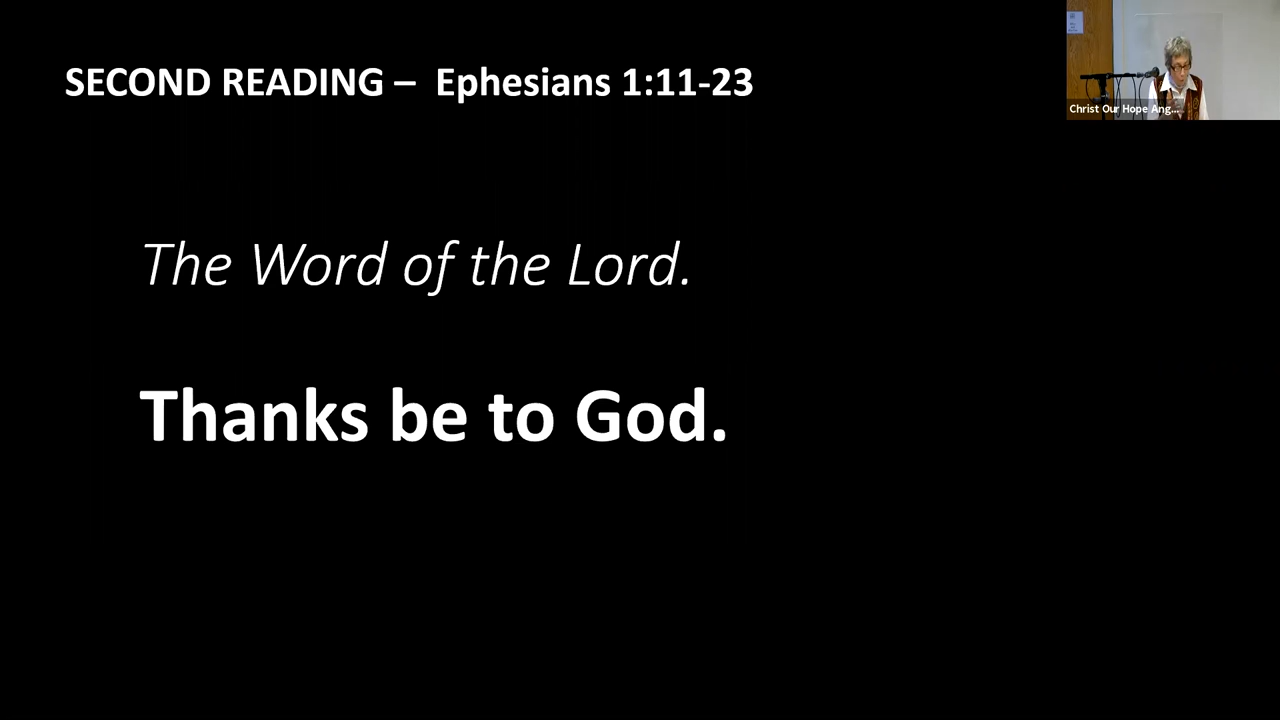 SECOND READING – Ephesians 1:11-23
Christ Our Hope Ang...
The Word of the Lord.
Thanks be to God.